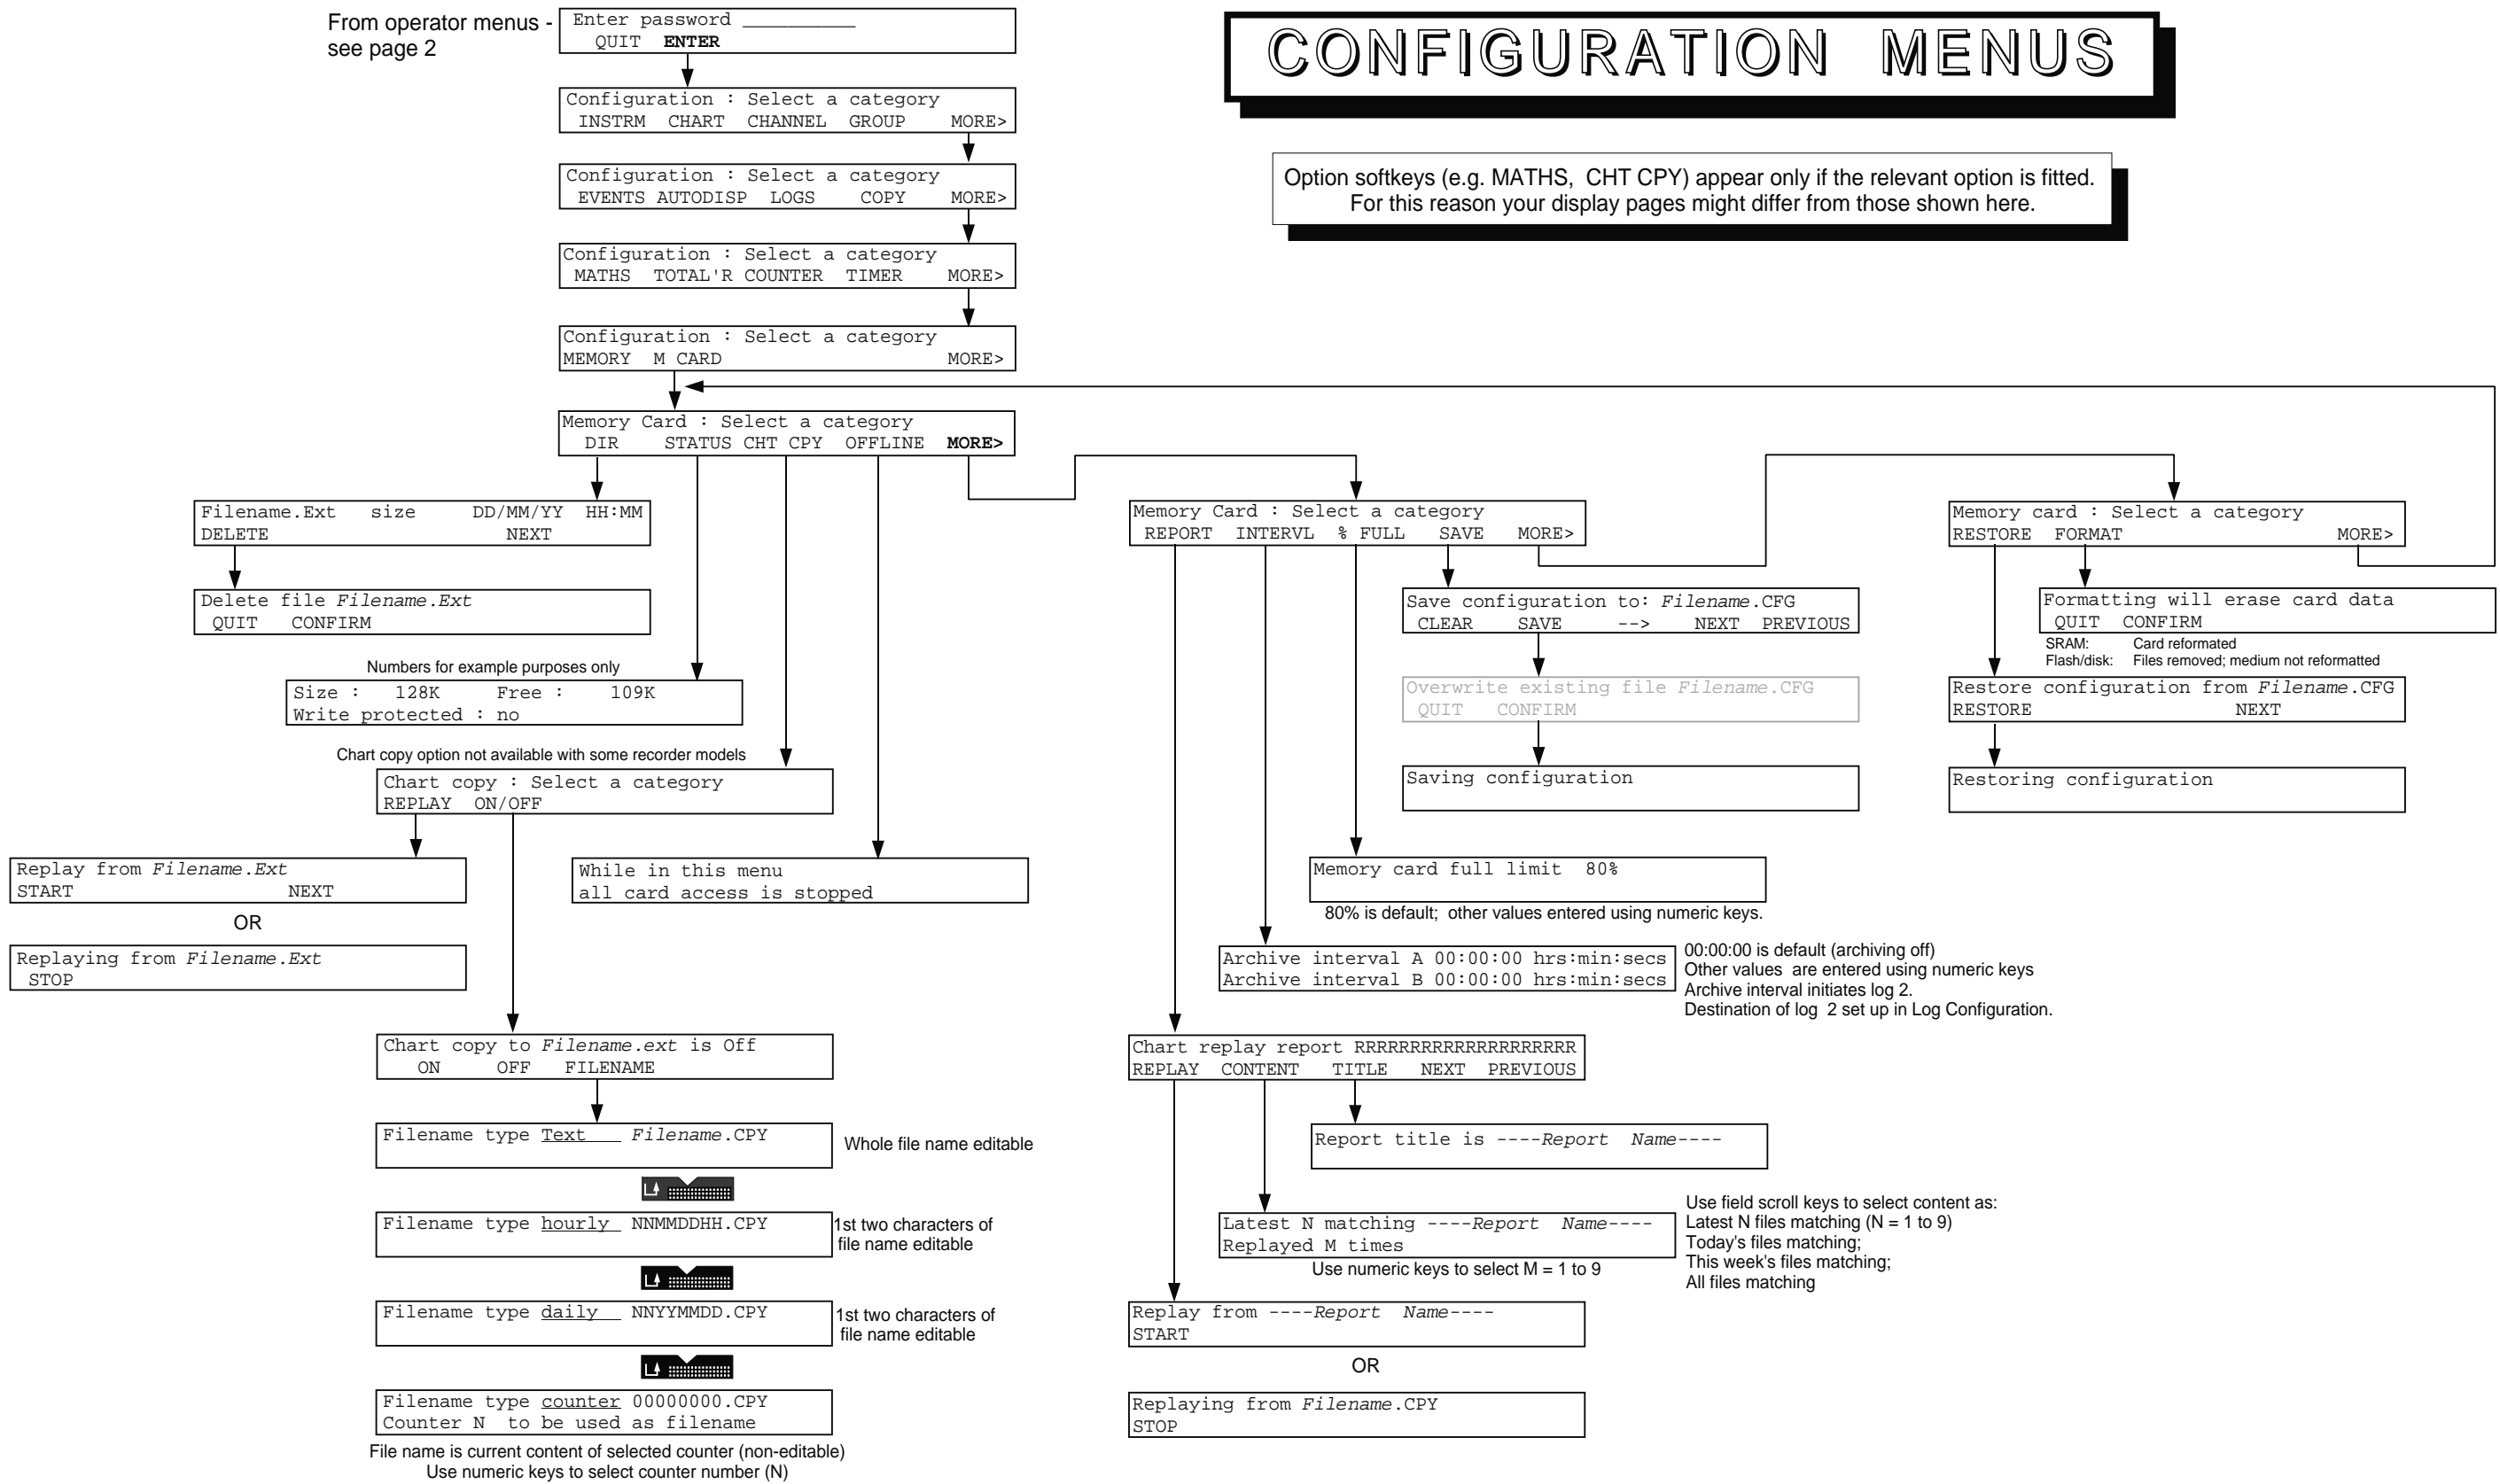 From operator menus -
see page 2
Enter password __________
QUIT ENTER
CONFIGURATION MENUS
Configuration : Select a category
INSTRM CHART CHANNEL GROUP MORE>
Option softkeys (e.g. MATHS, CHT CPY) appear only if the relevant option is fitted.
For this reason your display pages might differ from those shown here.
Configuration : Select a category
EVENTS AUTODISP LOGS COPY MORE>
Configuration : Select a category
MATHS TOTAL'R COUNTER TIMER MORE>
Configuration : Select a category
MEMORY M CARD MORE>
Memory Card : Select a category
DIR STATUS CHT CPY OFFLINE MORE>
Filename.Ext size DD/MM/YY HH:MM
DELETE NEXT
Delete file Filename.Ext
QUIT CONFIRM
Numbers for example purposes only
Size : 128K Free : 109K
Write protected : no
Chart copy option not available with some recorder models
Chart copy : Select a category
REPLAY ON/OFF
Replay from Filename.Ext
START NEXT
OR
Replaying from Filename.Ext
STOP
While in this menu
all card access is stopped
Chart copy to Filename.ext is Off
ON OFF FILENAME
Filename type Text Filename.CPY
Whole file name editable
Filename type hourly NNMMDDHH.CPY
1st two characters of
file name editable
Filename type daily NNYYMMDD.CPY
1st two characters of
file name editable
Filename type counter 00000000.CPY
Counter N to be used as filename
File name is current content of selected counter (non-editable)
Use numeric keys to select counter number (N)
Memory Card : Select a category
REPORT INTERVL % FULL SAVE MORE>
Save configuration to: Filename.CFG
CLEAR SAVE --> NEXT PREVIOUS
Overwrite existing file Filename.CFG
QUIT CONFIRM
Saving configuration
Memory card full limit 80%
80% is default; other values entered using numeric keys.
Archive interval A 00:00:00 hrs:min:secs
Archive interval B 00:00:00 hrs:min:secs
00:00:00 is default (archiving off)
Other values are entered using numeric keys
Archive interval initiates log 2.
Destination of log 2 set up in Log Configuration.
Chart replay report RRRRRRRRRRRRRRRRRRRR
REPLAY CONTENT TITLE NEXT PREVIOUS
Report title is ----Report Name----
Latest N matching ----Report Name----
Replayed M times
Use numeric keys to select M = 1 to 9
Use field scroll keys to select content as:
Latest N files matching (N = 1 to 9)
Today's files matching;
This week's files matching;
All files matching
Replay from ----Report Name----
START
OR
Replaying from Filename.CPY
STOP
Memory card : Select a category
RESTORE FORMAT MORE>
Formatting will erase card data
QUIT CONFIRM
SRAM: Card reformated
Flash/disk: Files removed; medium not reformatted
Restore configuration from Filename.CFG
RESTORE NEXT
Restoring configuration